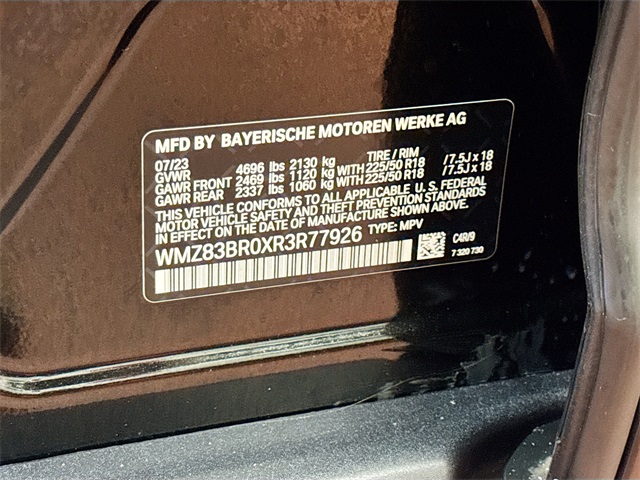 MFD BY BAYERISCHE MOTOREN WERKE AG
07/23 TIRE / RIM
GVWR 4696 lbs 2130 kg
GAWR FRONT 2469 lbs 1120 kg WITH 225/50 R18 /7.5J x 18
GAWR REAR 2337 lbs 1060 kg WITH 225/50 R18 /7.5J x 18
THIS VEHICLE CONFORMS TO ALL APPLICABLE U. S. FEDERAL
MOTOR VEHICLE SAFETY AND THEFT PREVENTION STANDARDS
IN EFFECT ON THE DATE OF MANUFACTURE SHOWN ABOVE.
WMZ83BR0XR3R77926 TYPE: MPV
CAR/9
7 320 730